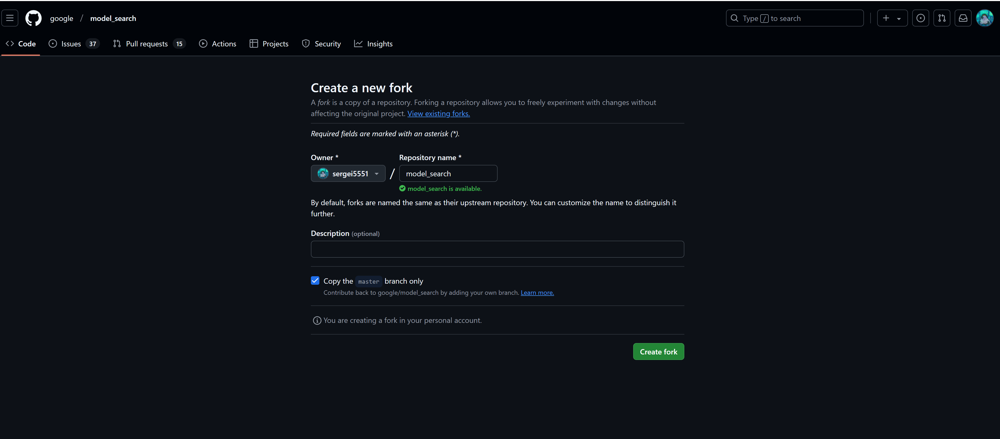 google / model_search
Type / to search
Code
Issues 37
Pull requests 15
Actions
Projects
Security
Insights
Create a new fork
A fork is a copy of a repository. Forking a repository allows you to freely experiment with changes without
affecting the original project. View existing forks.
Required fields are marked with an asterisk (*).
Owner *
Repository name *
sergei5551 / model_search
model_search is available.
By default, forks are named the same as their upstream repository. You can customize the name to distinguish it
further.
Description (optional)
Copy the master branch only
Contribute back to google/model_search by adding your own branch. Learn more.
You are creating a fork in your personal account.
Create fork